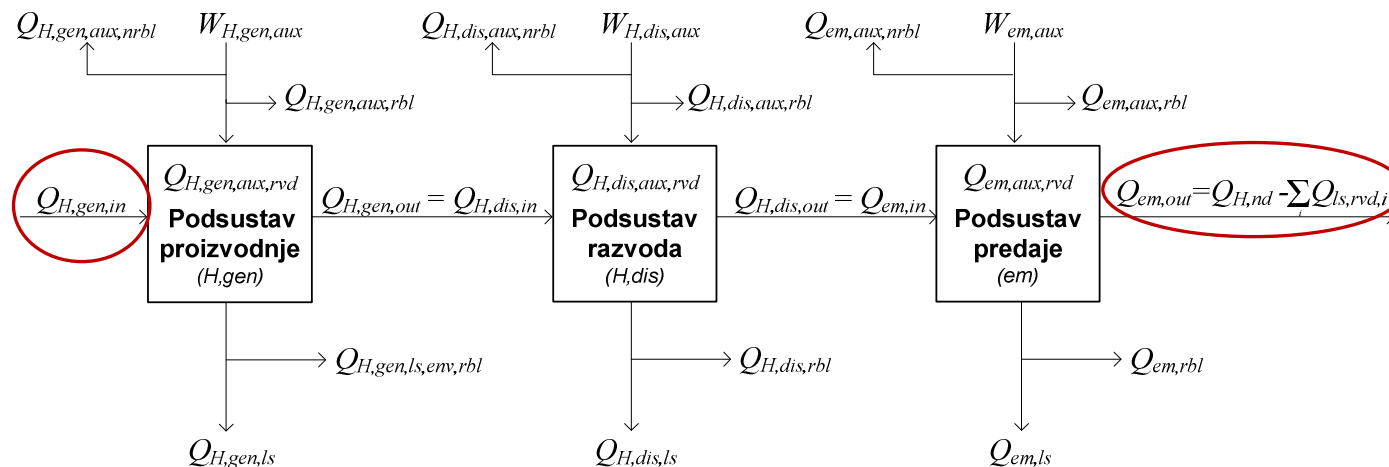 Q_{H,gen,aux,nrbl} W_{H,gen,aux} Q_{H,dis,aux,nrbl} W_{H,dis,aux} Q_{em,aux,nrbl} W_{em,aux}
Q_{H,gen,aux,rbl} Q_{H,dis,aux,rbl} Q_{em,aux,rbl}
Q_{H,gen,aux,rvd} Q_{H,dis,aux,rvd} Q_{em,aux,rvd}
Q_{H,gen,in} Q_{H,gen,out} = Q_{H,dis,in} Q_{H,dis,out} = Q_{em,in} Q_{em,out}=Q_{H,nd} -∑_i Q_{ls,rvd,i}
Podsustav
proizvodnje
(H,gen)
Podsustav
razvoda
(H,dis)
Podsustav
predaje
(em)
Q_{H,gen,ls,env,rbl} Q_{H,dis,rbl} Q_{em,rbl}
Q_{H,gen,ls} Q_{H,dis,ls} Q_{em,ls}